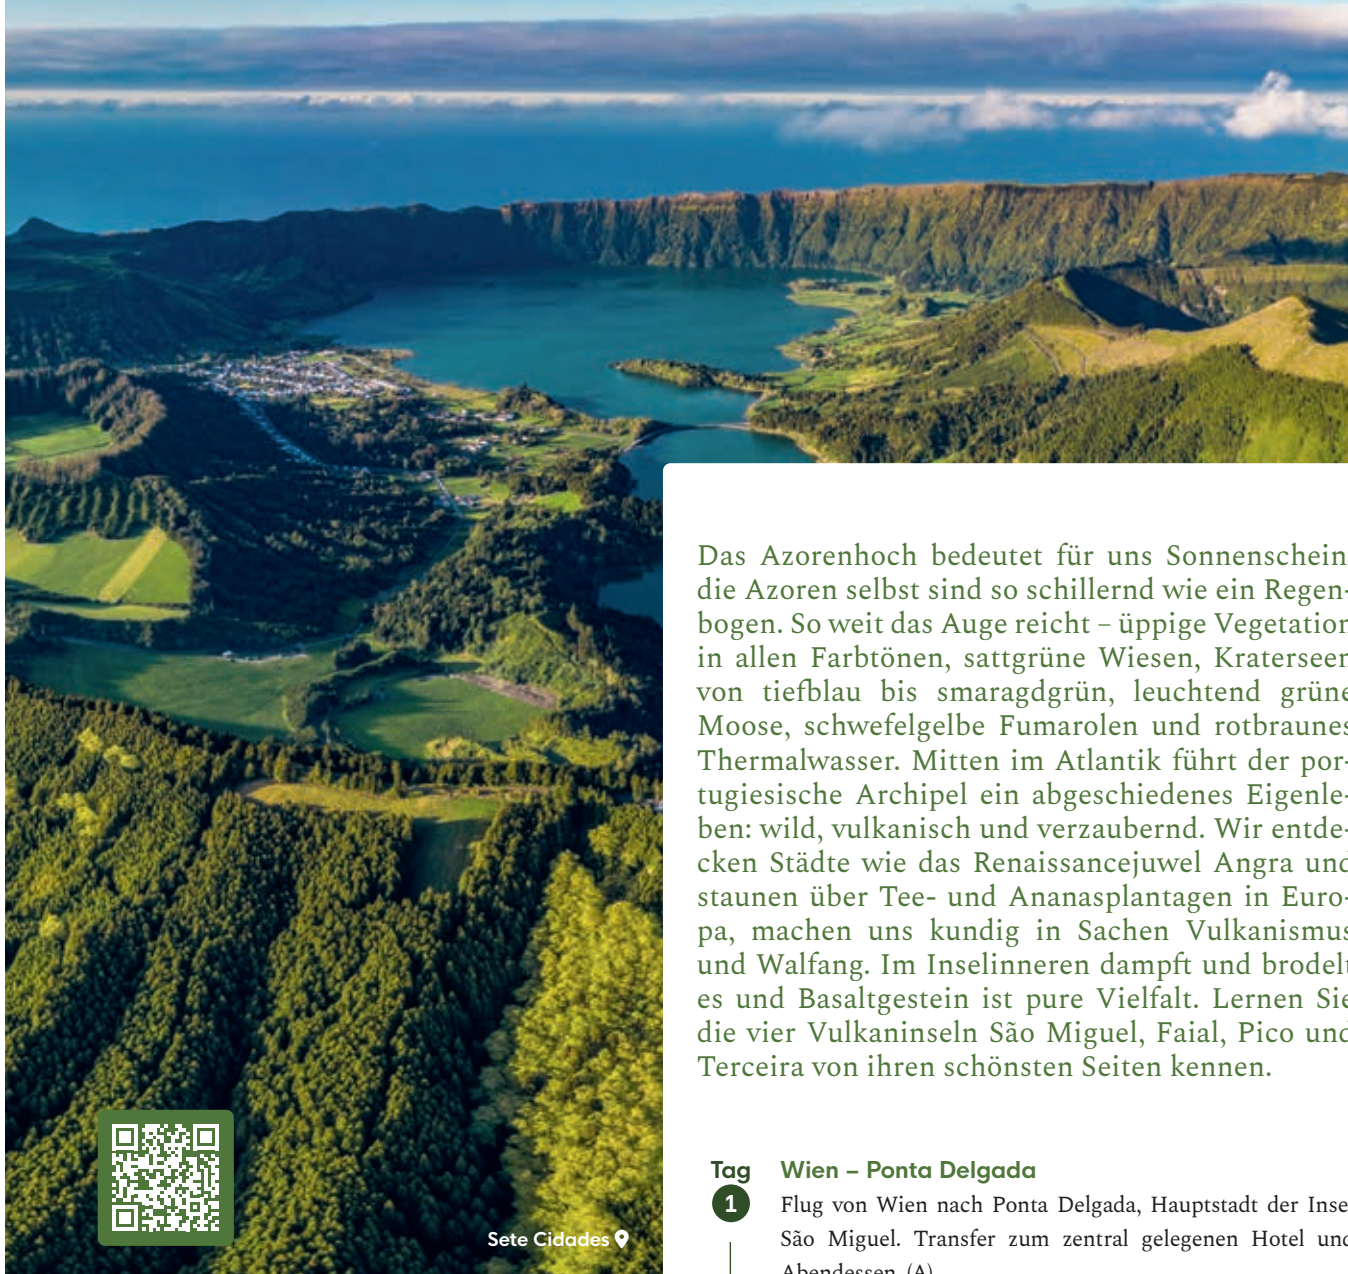 Das Azorenhoch bedeutet für uns Sonnenschein
die Azoren selbst sind so schillernd wie ein Regen-
bogen. So weit das Auge reicht – üppige Vegetation
in allen Farbtönen, sattgrüne Wiesen, Kraterseen
von tiefblau bis smaragdgrün, leuchtend grüne
Moose, schwefelgelbe Fumarolen und rotbraunes
Thermalwasser. Mitten im Atlantik führt der por-
tugiesische Archipel ein abgeschiedenes Eigenle-
ben: wild, vulkanisch und verzaubernd. Wir entde-
cken Städte wie das Renaissancejuwel Angra und
staunen über Tee- und Ananasplantagen in Euro-
pa, machen uns kundig in Sachen Vulkanismus
und Walfang. Im Inselinneren dampft und brodelt
es und Basaltgestein ist pure Vielfalt. Lernen Sie
die vier Vulkaninseln São Miguel, Faial, Pico und
Terceira von ihren schönsten Seiten kennen.
Tag
1
Wien – Ponta Delgada
Flug von Wien nach Ponta Delgada, Hauptstadt der Inse
São Miguel. Transfer zum zentral gelegenen Hotel und
Abendessen. (A)
Sete Cidades